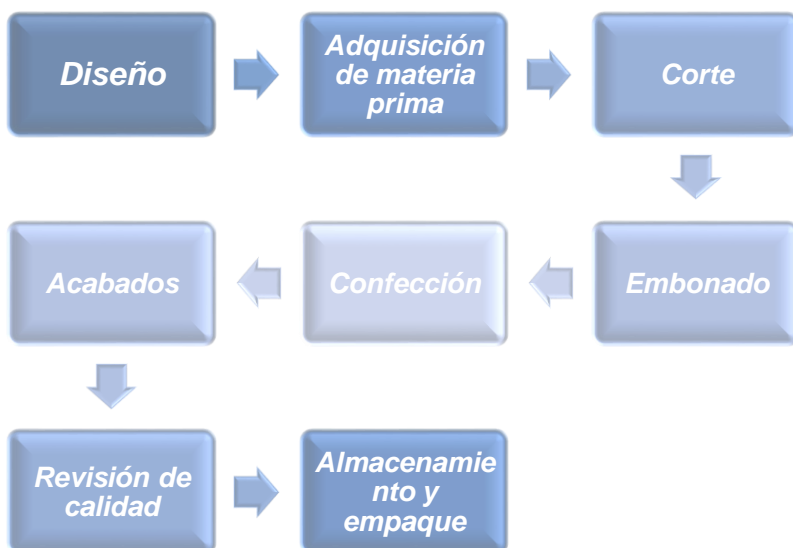 Diseño
Adquisición
de materia
prima
Corte
Embonado
Confección
Acabados
Revisión de
calidad
Almacenamie
nto y
empaque